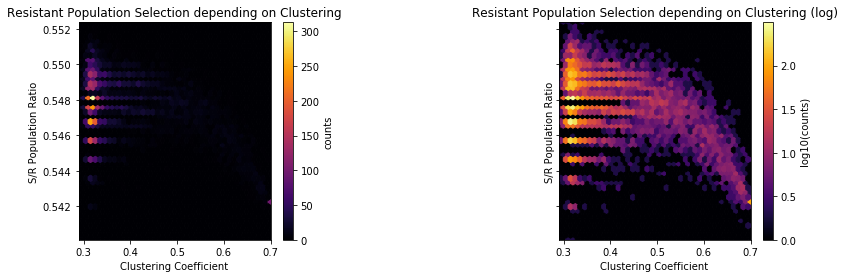 Resistant Population Selection depending on Clustering
S/R Population Ratio
0.552
0.550
0.548
0.546
0.544
0.542
0.3 0.4 0.5 0.6 0.7
Clustering Coefficient
300
250
200
150
100
50
0
counts
Resistant Population Selection depending on Clustering (log)
S/R Population Ratio
0.3 0.4 0.5 0.6 0.7
Clustering Coefficient
2.0
1.5
1.0
0.5
0.0
log10(counts)